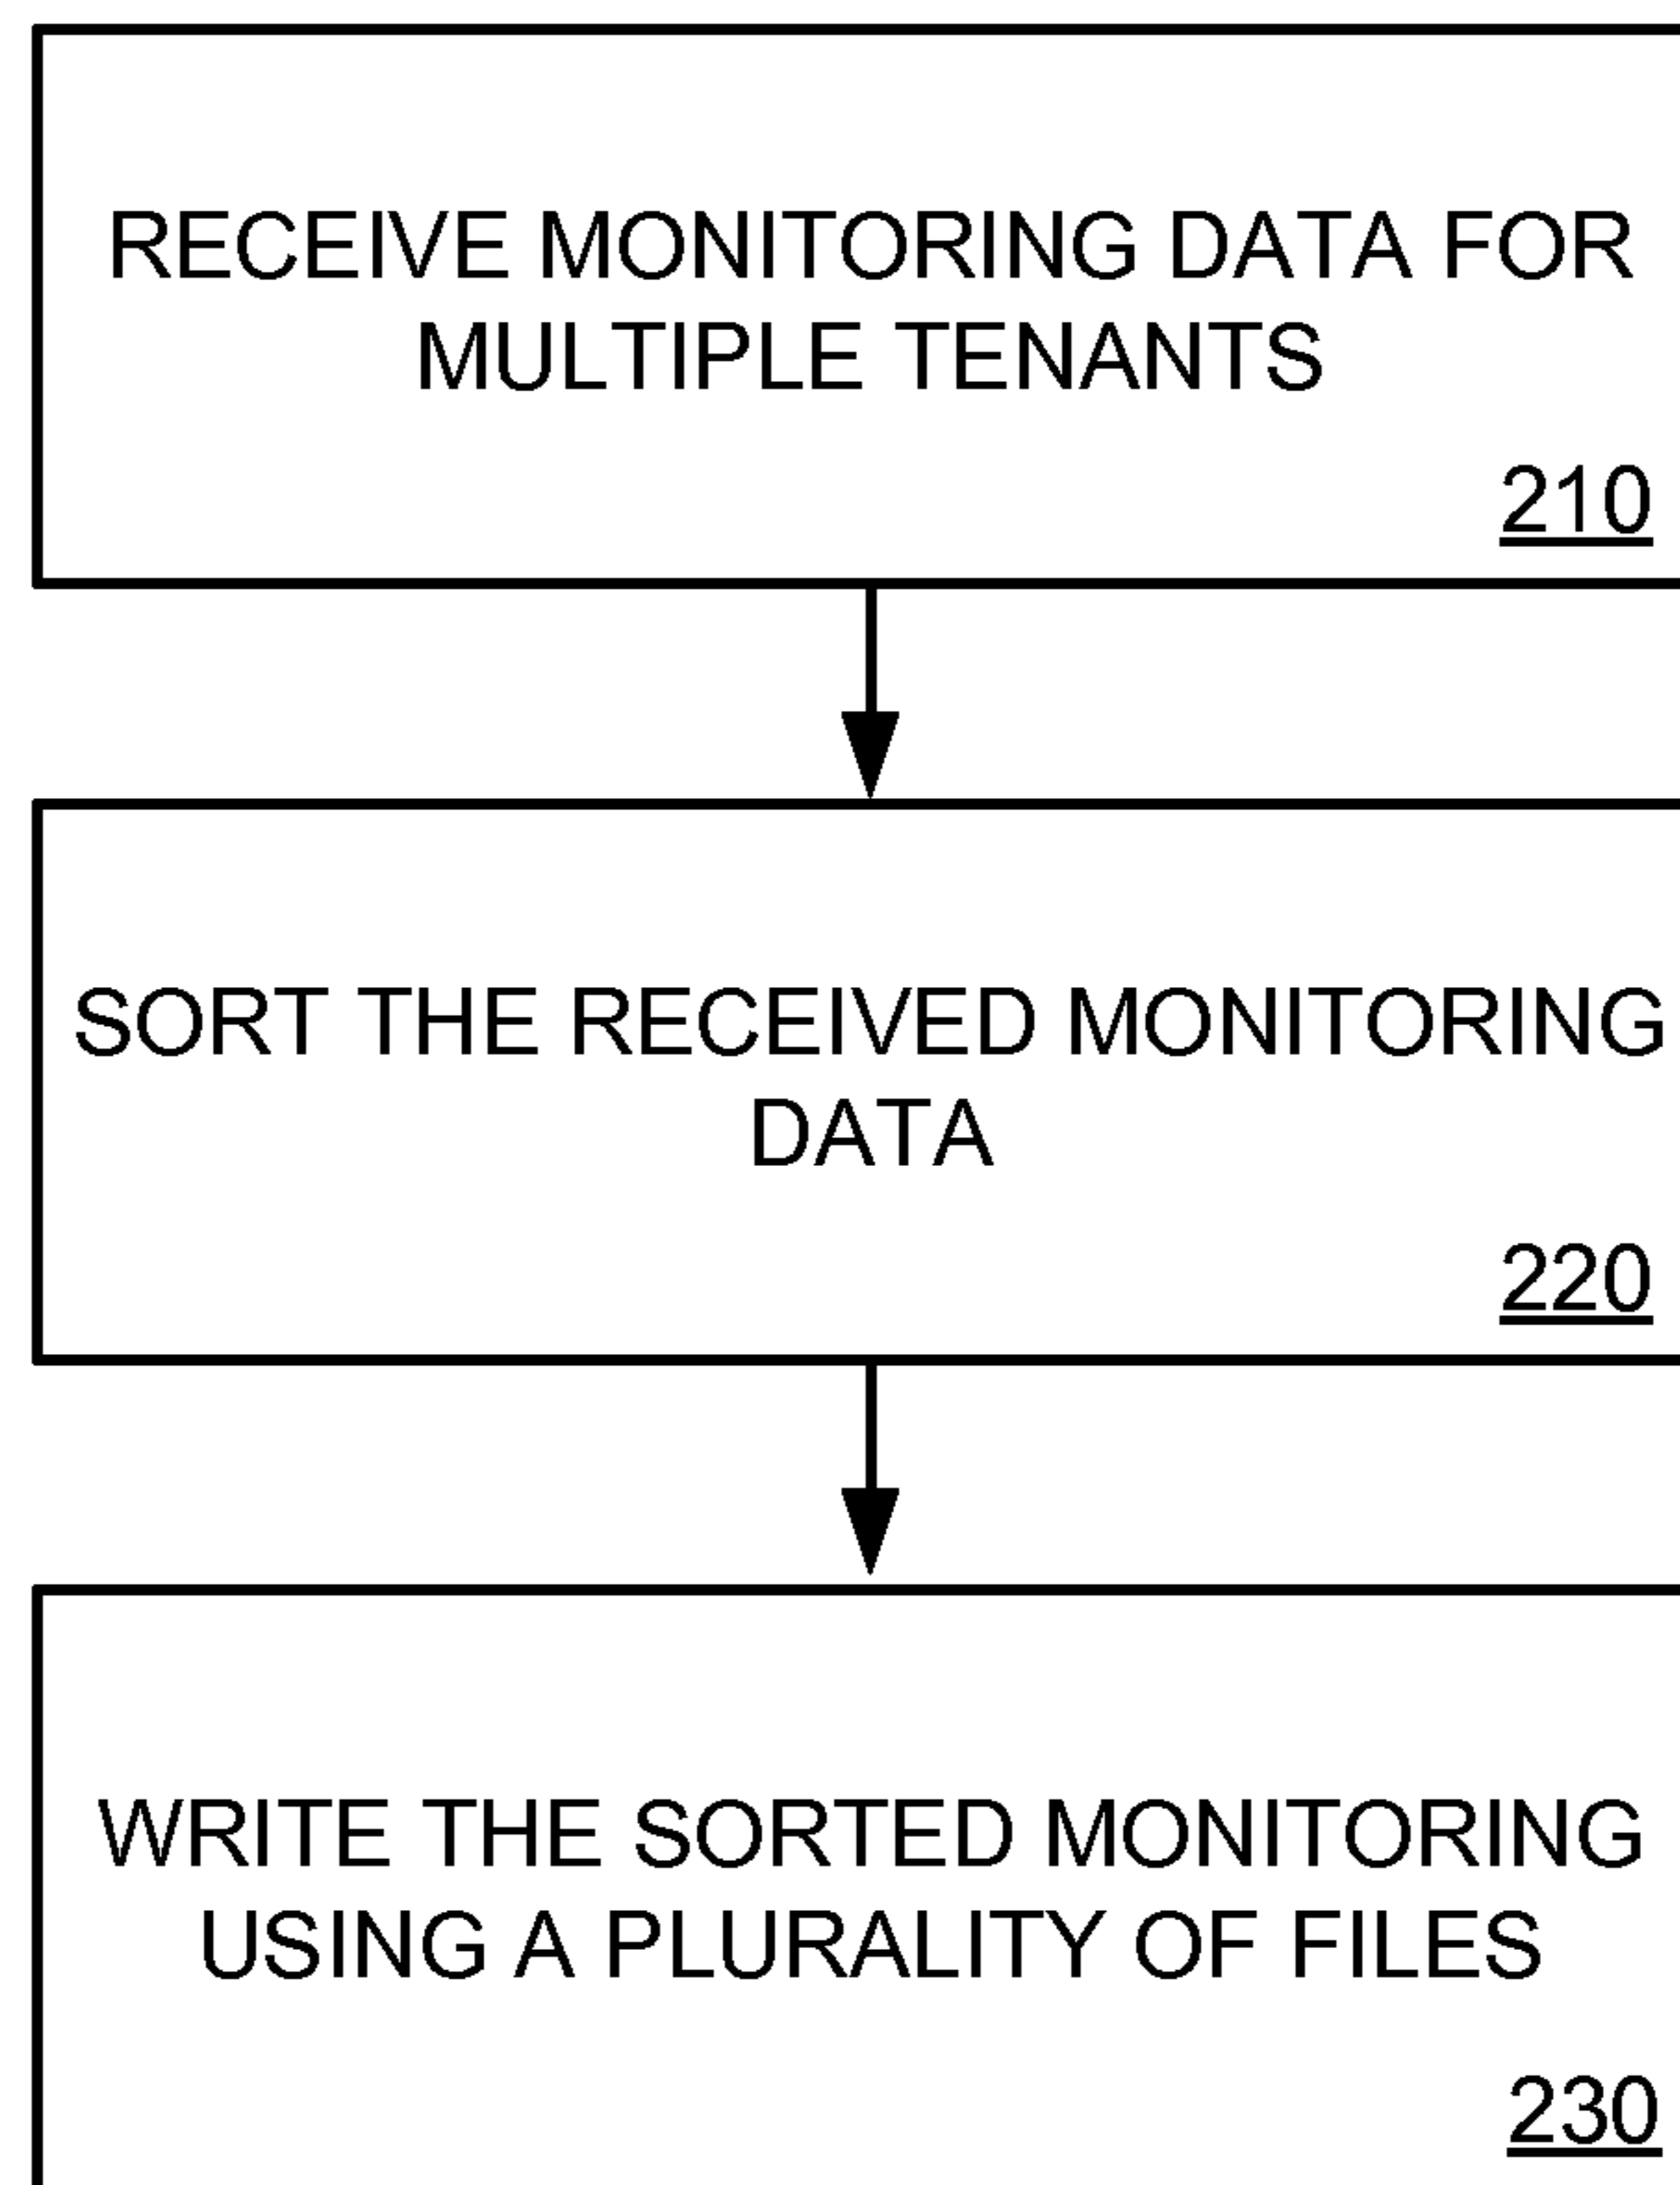 RECEIVE MONITORING DATA FOR
MULTIPLE TENANTS
210
SORT THE RECEIVED MONITORING
DATA
220
WRITE THE SORTED MONITORING
USING A PLURALITY OF FILES
230